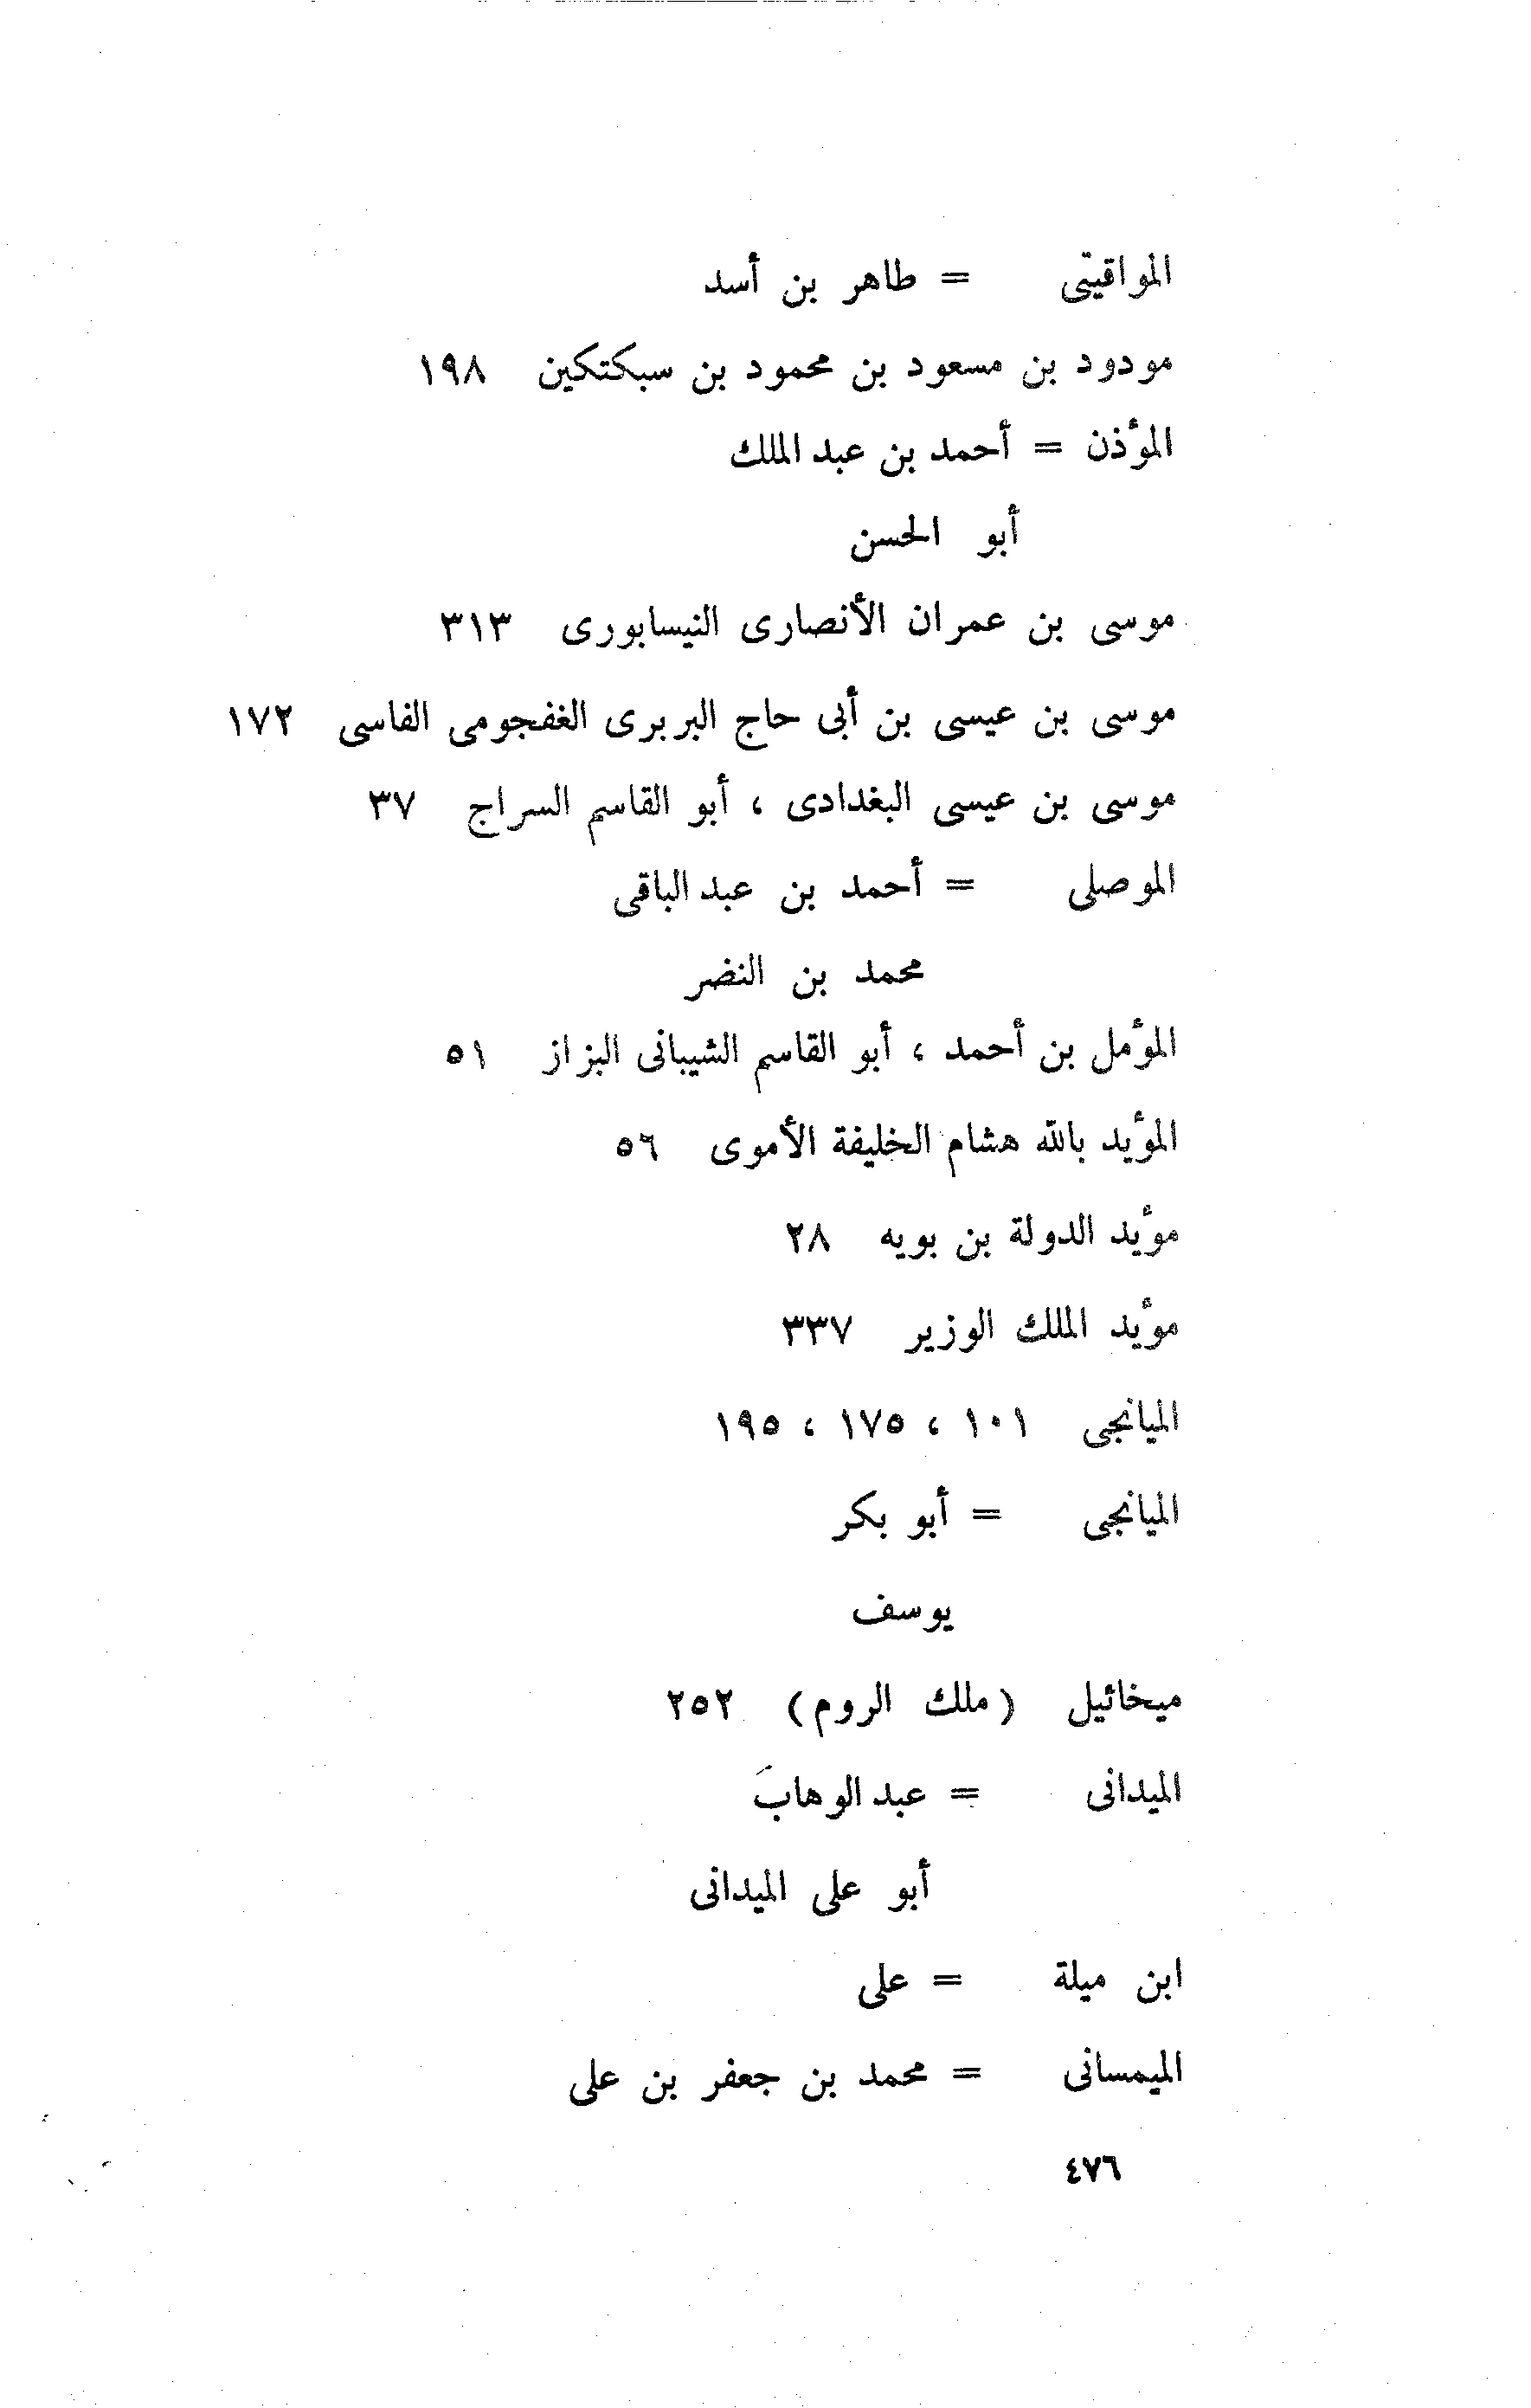 المواقيتى = طاهر بن أسد
مودود بن مسعود بن محمود بن سبكتكين ١٩٨
المؤذن = أحمد بن عبد الملك
أبو الحسن
موسى بن عمران الأنصارى النيسابورى ٣١٣
موسى بن عيسى بن أبى حاج البربرى الغفجومى الفاسى ١٧٢
موسى بن عيسى البغدادى ، أبو القاسم السراج ٣٧
الموصلى = أحمد بن عبد الباقى
محمد بن النضر
المؤمل بن أحمد ، أبو القاسم الشيبانى البزاز ٥١
المؤيد بالله هشام الخليفة الأموى ٥٦
مؤيد الدولة بن بويه ٢٨
مؤيد الملك الوزير ٣٣٧
الميانجى ١٠١ ، ١٧٥ ، ١٩٥
الميانجى = أبو بكر
يوسف
ميخائيل (ملك الروم) ٢٥٢
الميدانى = عبد الوهاب
أبو على الميدانى
ابن ميلة = على
الميمسانى = محمد بن جعفر بن على
٤٧٦